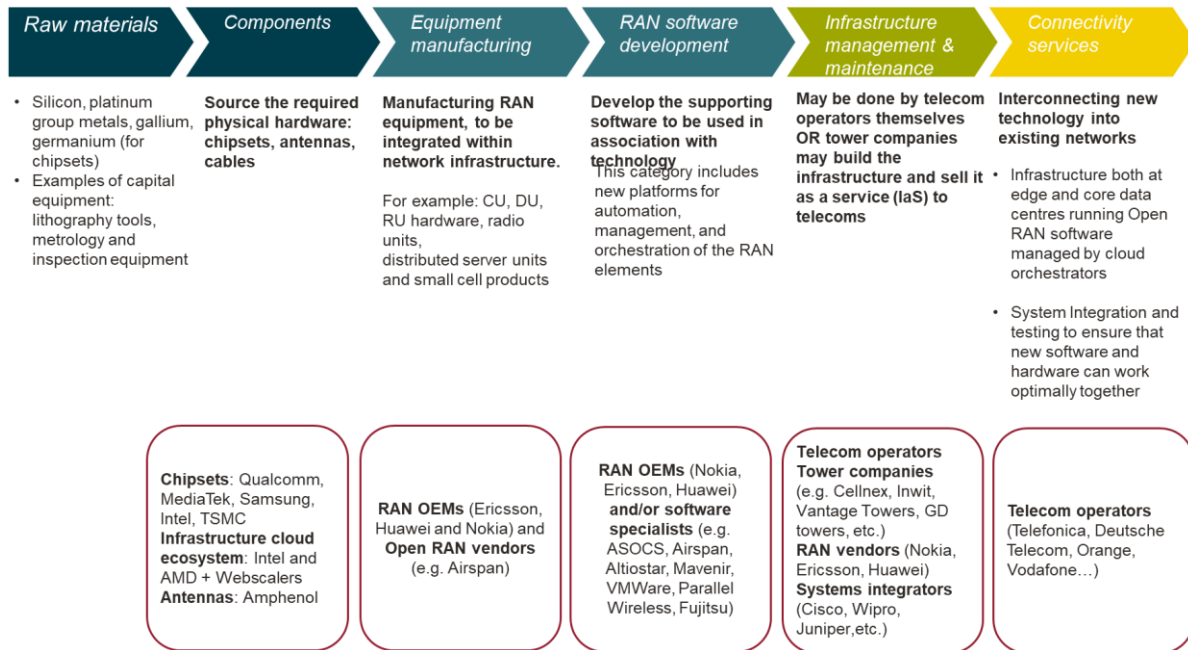 Raw materials
Components
Equipment
manufacturing
RAN software
development
Infrastructure
management &
maintenance
Connectivity
services
• Silicon, platinum
group metals, gallium,
germanium (for
chipsets)
• Examples of capital
equipment:
lithography tools,
metrology and
inspection equipment
Source the required
physical hardware:
chipsets, antennas,
cables
Manufacturing RAN
equipment, to be
integrated within
network infrastructure.
For example: CU, DU,
RU hardware, radio
units,
distributed server units
and small cell products
Develop the supporting
software to be used in
association with
technology
This category includes
new platforms for
automation,
management, and
orchestration of the RAN
elements
May be done by telecom
operators themselves
OR tower companies
may build the
infrastructure and sell it
as a service (IaS) to
telecoms
Interconnecting new
technology into
existing networks
• Infrastructure both at
edge and core data
centres running Open
RAN software
managed by cloud
orchestrators
• System Integration and
testing to ensure that
new software and
hardware can work
optimally together
Chipsets: Qualcomm,
MediaTek, Samsung,
Intel, TSMC
Infrastructure cloud
ecosystem: Intel and
AMD + Webscalers
Antennas: Amphenol
RAN OEMs (Ericsson,
Huawei and Nokia) and
Open RAN vendors
(e.g. Airspan)
RAN OEMs (Nokia,
Ericsson, Huawei)
and/or software
specialists (e.g.
ASOCS, Airspan,
Altiostar, Mavenir,
VMWare, Parallel
Wireless, Fujitsu)
Telecom operators
Tower companies
(e.g. Cellnex, Inwit,
Vantage Towers, GD
towers, etc.)
RAN vendors (Nokia,
Ericsson, Huawei)
Systems integrators
(Cisco, Wipro,
Juniper,etc.)
Telecom operators
(Telefonica, Deutsche
Telecom, Orange,
Vodafone…)